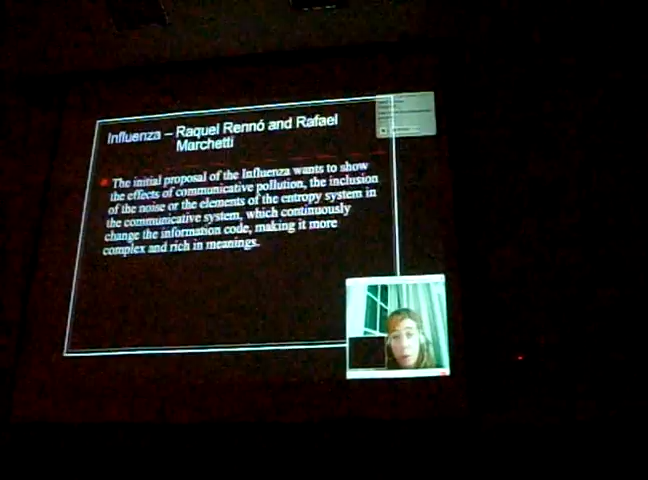 Influenza – Raquel Rennó and Rafael
Marchetti
The initial proposal of the Influenza wants to show
the effects of communicative pollution, the inclusion
of the noise or the elements of the entropy system in
the communicative system, which continuously
change the information code, making it more
complex and rich in meanings.